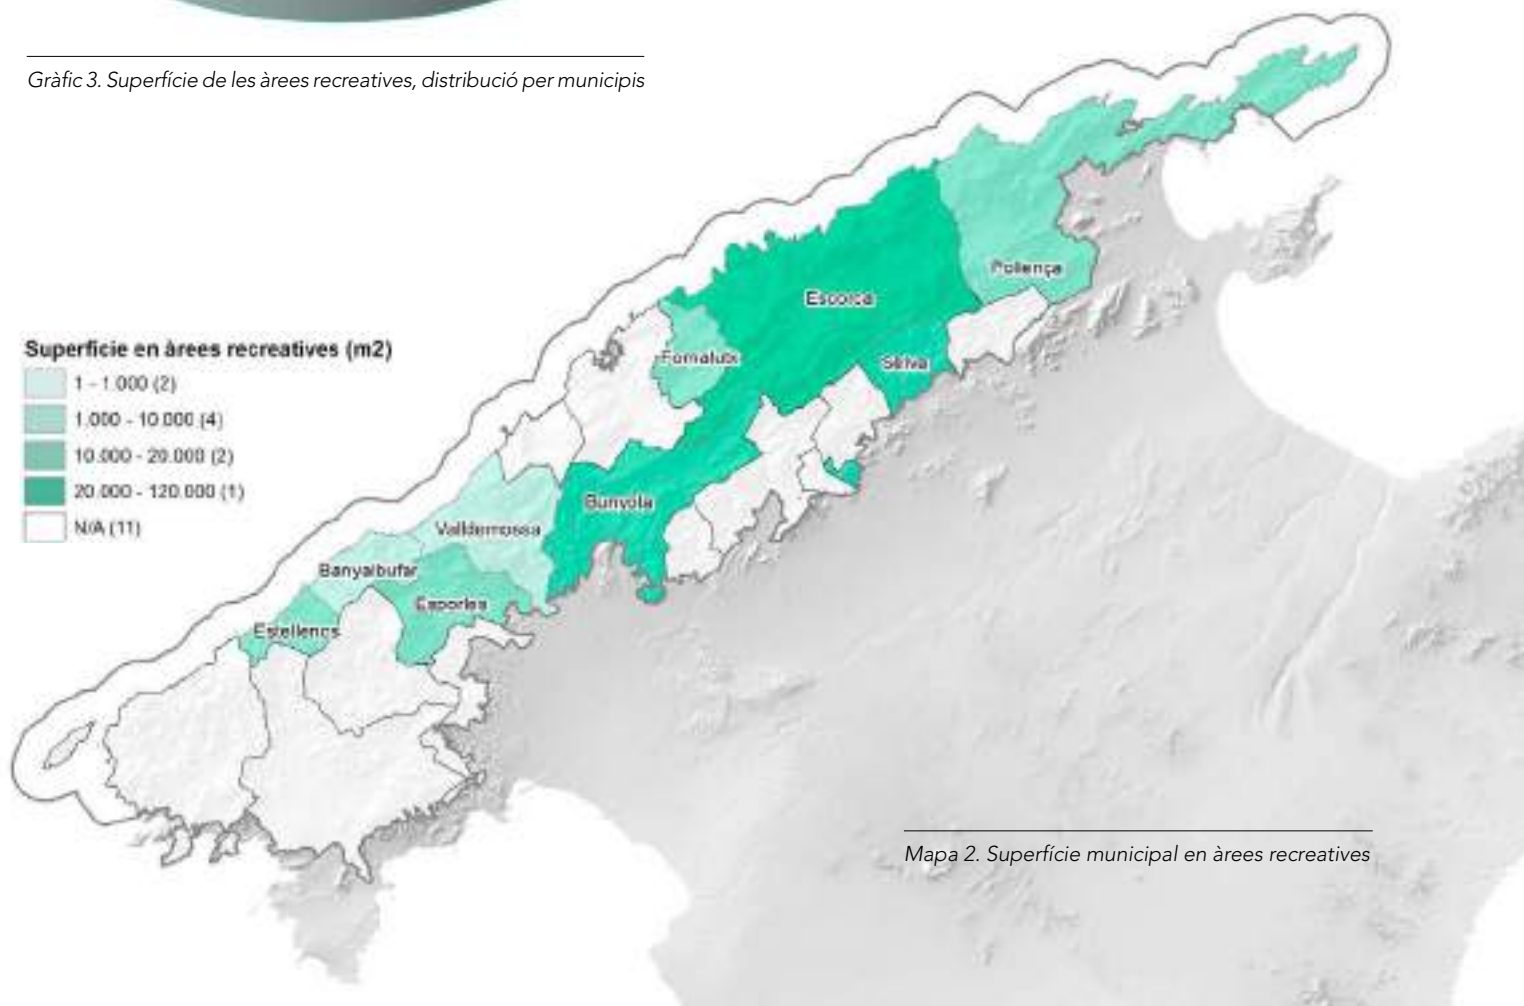 Gràfic 3. Superfície de les àrees recreatives, distribució per municipis
Pollença
Escorca
Fornalutx
Selva
Superficie en àrees recreatives (m2)
1 - 1.000 (2)
1.000 - 10.000 (4)
10.000 - 20.000 (2)
20.000 - 120.000 (1)
N/A (11)
Bunyola
Valldemossa
Banyalbufar
Esporles
Estellencs
Mapa 2. Superfície municipal en àrees recreatives